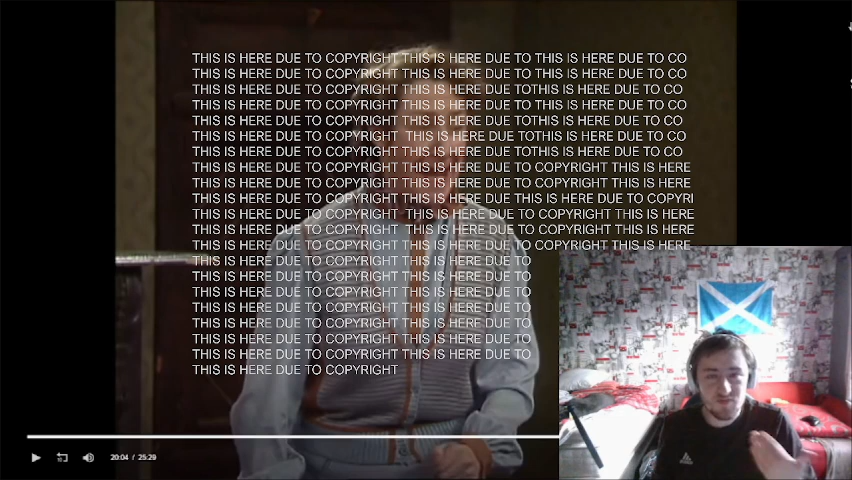 THIS IS HERE DUE TO COPYRIGHT THIS IS HERE DUE TO THIS IS HERE DUE TO CO
THIS IS HERE DUE TO COPYRIGHT THIS IS HERE DUE TO THIS IS HERE DUE TO CO
THIS IS HERE DUE TO COPYRIGHT THIS IS HERE DUE TOTHIS IS HERE DUE TO CO
THIS IS HERE DUE TO COPYRIGHT THIS IS HERE DUE TO THIS IS HERE DUE TO CO
THIS IS HERE DUE TO COPYRIGHT THIS IS HERE DUE TOTHIS IS HERE DUE TO CO
THIS IS HERE DUE TO COPYRIGHT  THIS IS HERE DUE TOTHIS IS HERE DUE TO CO
THIS IS HERE DUE TO COPYRIGHT THIS IS HERE DUE TOTHIS IS HERE DUE TO CO
THIS IS HERE DUE TO COPYRIGHT THIS IS HERE DUE TO COPYRIGHT THIS IS HERE
THIS IS HERE DUE TO COPYRIGHT THIS IS HERE DUE TO COPYRIGHT THIS IS HERE
THIS IS HERE DUE TO COPYRIGHT THIS IS HERE DUE THIS IS HERE DUE TO COPYRI
THIS IS HERE DUE TO COPYRIGHT  THIS IS HERE DUE TO COPYRIGHT THIS IS HERE
THIS IS HERE DUE TO COPYRIGHT  THIS IS HERE DUE TO COPYRIGHT THIS IS HERE
THIS IS HERE DUE TO COPYRIGHT THIS IS HERE DUE TO COPYRIGHT THIS IS HERE
THIS IS HERE DUE TO COPYRIGHT THIS IS HERE DUE TO
THIS IS HERE DUE TO COPYRIGHT THIS IS HERE DUE TO
THIS IS HERE DUE TO COPYRIGHT THIS IS HERE DUE TO
THIS IS HERE DUE TO COPYRIGHT THIS IS HERE DUE TO
THIS IS HERE DUE TO COPYRIGHT THIS IS HERE DUE TO
THIS IS HERE DUE TO COPYRIGHT THIS IS HERE DUE TO
THIS IS HERE DUE TO COPYRIGHT THIS IS HERE DUE TO
THIS IS HERE DUE TO COPYRIGHT
20:04 / 25:29